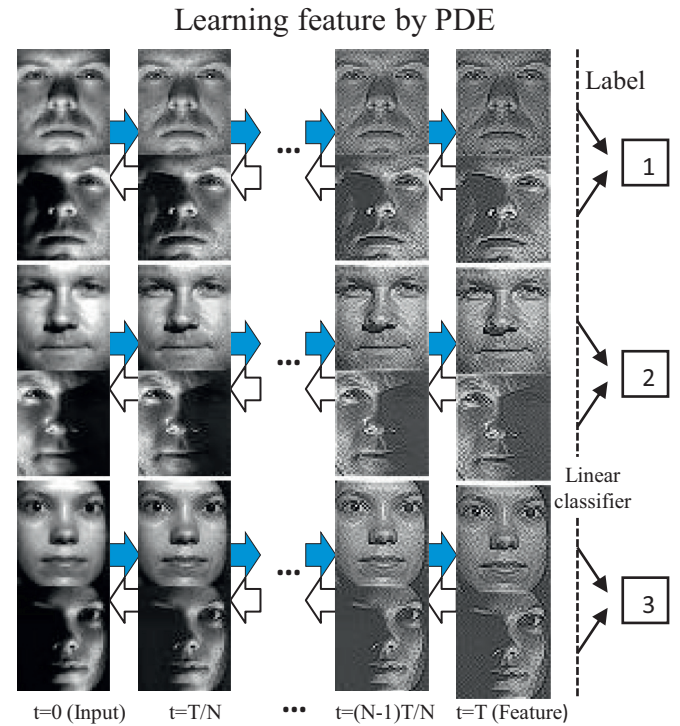 Learning feature by PDE
Label
...
1
...
2
Linear
classifier
...
3
t=0 (Input)
t=T/N
...
t=(N-1)T/N
t=T (Feature)